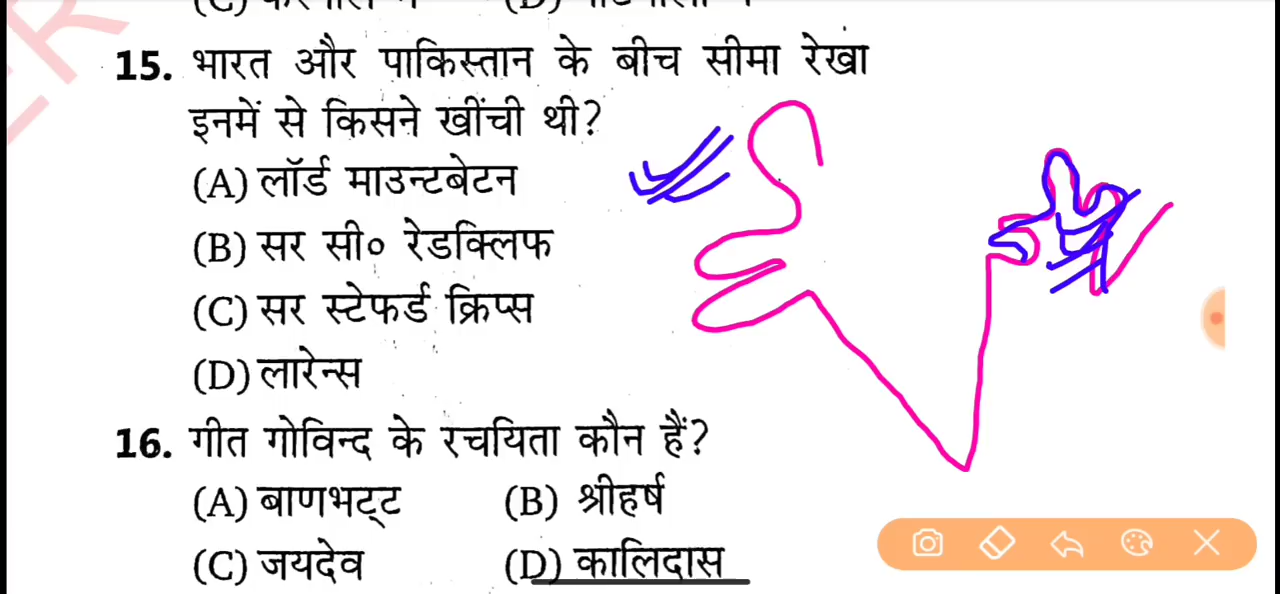 15. भारत और पाकिस्तान के बीच सीमा रेखा
इनमें से किसने खींची थी?
(A) लॉर्ड माउन्टबेटन
(B) सर सी० रेडक्लिफ
(C) सर स्टेफर्ड क्रिप्स
(D) लारेन्स
16. गीत गोविन्द के रचयिता कौन हैं?
(A) बाणभट्ट (B) श्रीहर्ष
(C) जयदेव (D) कालिदास